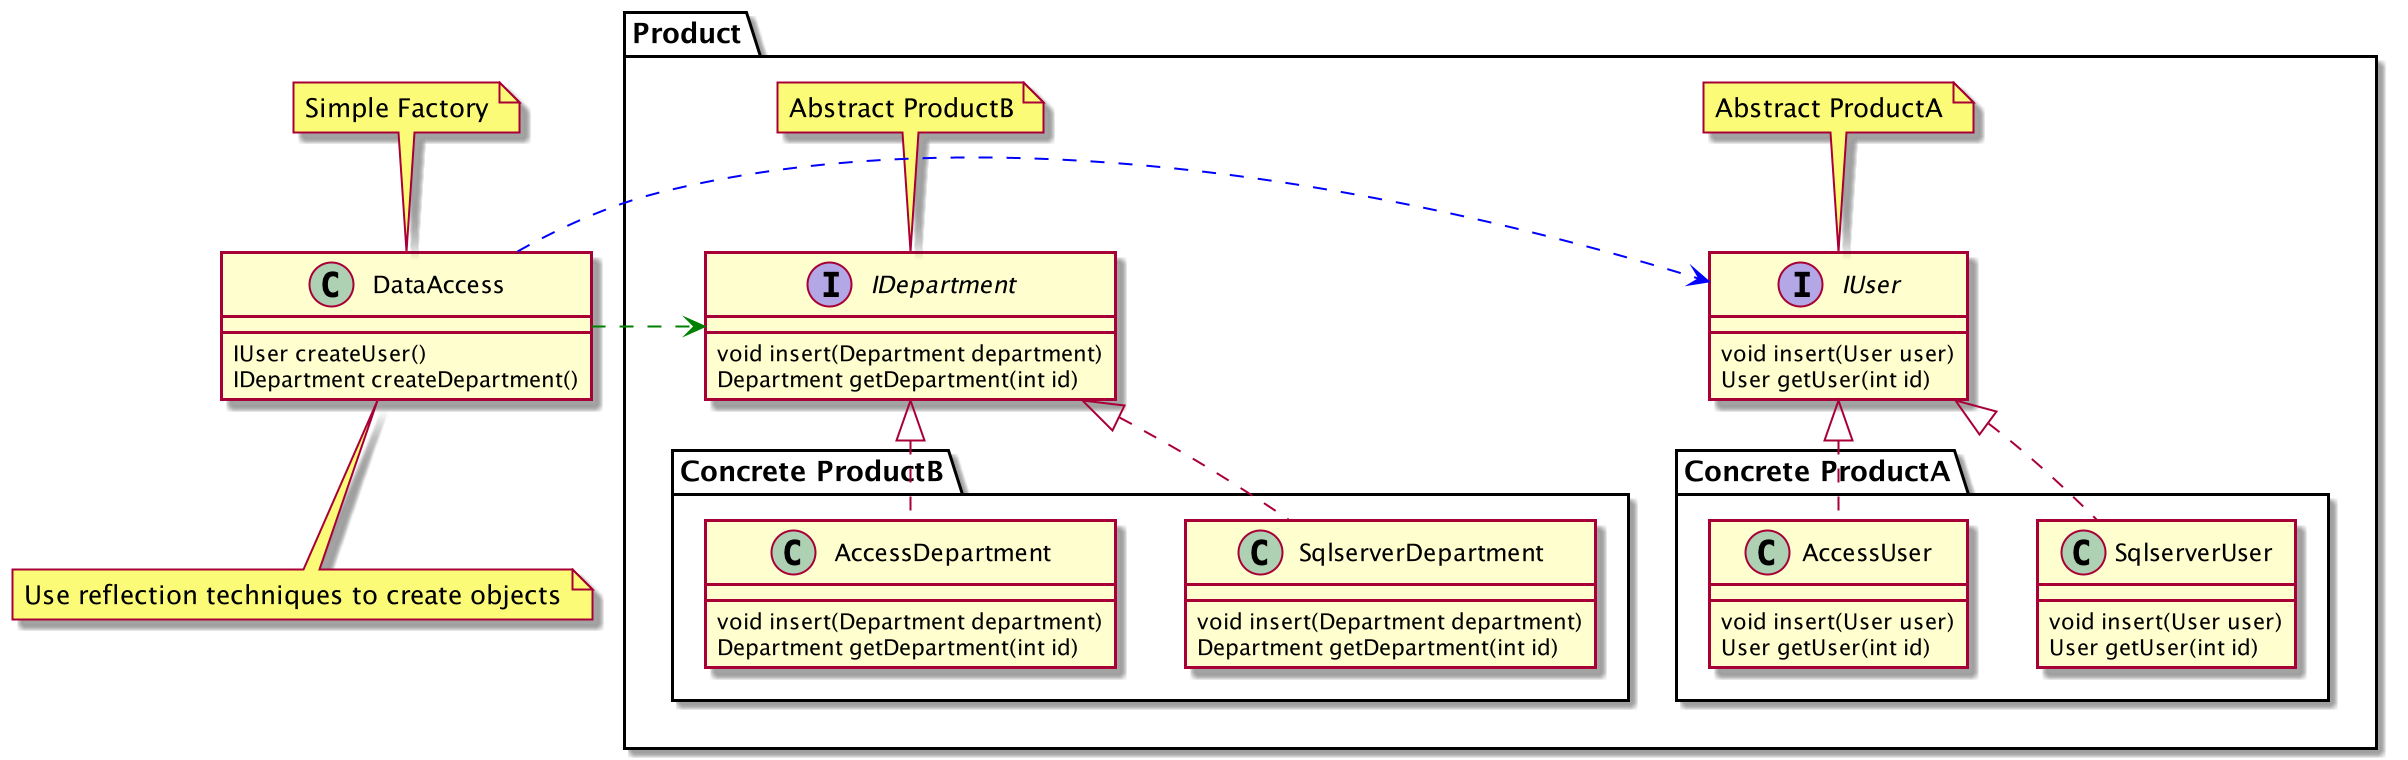 Product
Simple Factory
Abstract ProductB
Abstract ProductA
C DataAccess
IUser createUser()
IDepartment createDepartment()
I IDepartment
void insert(Department department)
Department getDepartment(int id)
I IUser
void insert(User user)
User getUser(int id)
Use reflection techniques to create objects
Concrete ProductB
C AccessDepartment
void insert(Department department)
Department getDepartment(int id)
C SqlserverDepartment
void insert(Department department)
Department getDepartment(int id)
Concrete ProductA
C AccessUser
void insert(User user)
User getUser(int id)
C SqlserverUser
void insert(User user)
User getUser(int id)